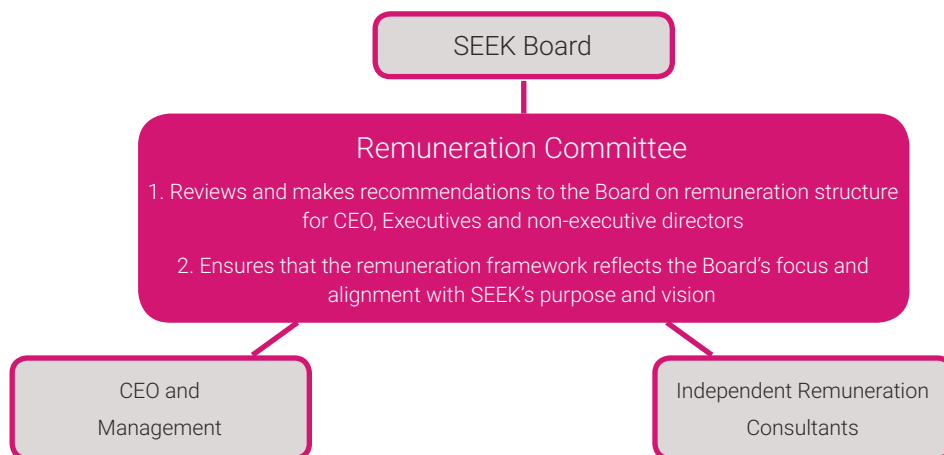 SEEK Board
Remuneration Committee
1. Reviews and makes recommendations to the Board on remuneration structure
for CEO, Executives and non-executive directors
2. Ensures that the remuneration framework reflects the Board’s focus and
alignment with SEEK’s purpose and vision
CEO and
Management
Independent Remuneration
Consultants